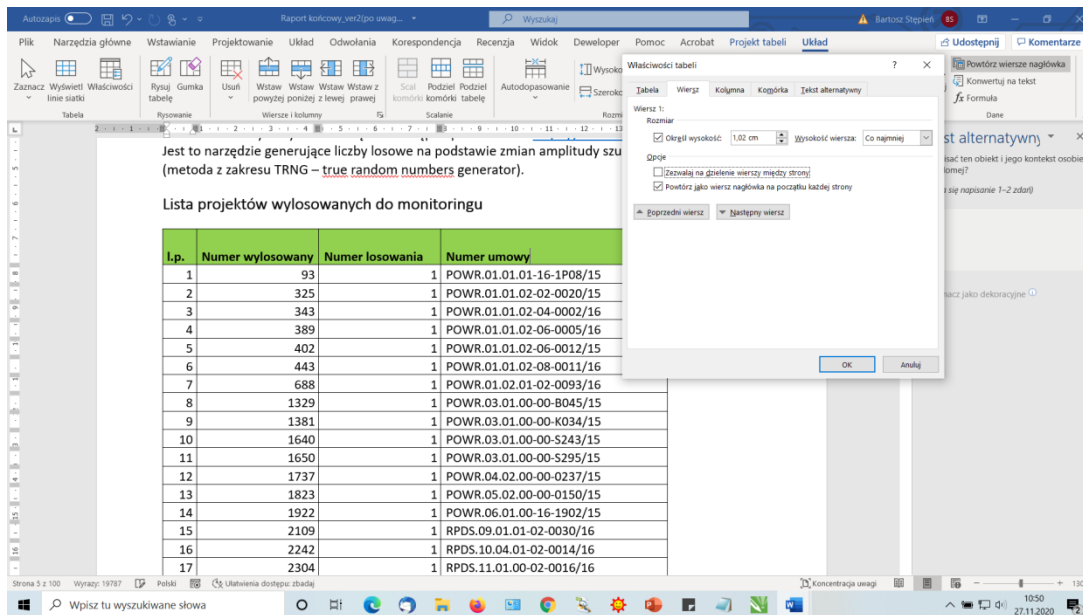 Autozapis Raport końcowy_ver2(po uwag... Wyszukaj Bartosz Stępień BS
Plik Narzędzia główne Wstawianie Projektowanie Układ Odwołania Korespondencja Recenzja Widok Deweloper Pomoc Acrobat Projekt tabeli Układ Udostępnij Komentarze
Zaznacz Wyświetl linie siatki Właściwości Rysuj tabelę Gumka Usuń Wstaw powyżej Wstaw poniżej Wstaw z lewej Wstaw z prawej Scal komórki Podziel komórki Podziel tabelę Autodopasowanie
Powtórz wiersze nagłówka
Konwertuj na tekst
Formuła
Tabela Rysowanie Wiersze i kolumny Scalanie Dane
Właściwości tabeli
Tabela Wiersz Kolumna Komórka Tekst alternatywny
Wiersz 1:
Rozmiar
Określ wysokość: 1,02 cm Wysokość wiersza: Co najmniej
Opcje
Zezwalaj na dzielenie wierszy między strony
Powtórz jako wiersz nagłówka na początku każdej strony
Poprzedni wiersz Następny wiersz
OK Anuluj
Jest to narzędzie generujące liczby losowe na podstawie zmian amplitudy szu
(metoda z zakresu TRNG – true random numbers generator).
Lista projektów wylosowanych do monitoringu
l.p. Numer wylosowany Numer losowania Numer umowy
1 93 1 POWR.01.01.01-16-1P08/15
2 325 1 POWR.01.01.02-02-0020/15
3 343 1 POWR.01.01.02-04-0002/16
4 389 1 POWR.01.01.02-06-0005/16
5 402 1 POWR.01.01.02-06-0012/15
6 443 1 POWR.01.01.02-08-0011/16
7 688 1 POWR.01.02.01-02-0093/16
8 1329 1 POWR.03.01.00-00-B045/15
9 1381 1 POWR.03.01.00-00-K034/15
10 1640 1 POWR.03.01.00-00-S243/15
11 1650 1 POWR.03.01.00-00-S295/15
12 1737 1 POWR.04.02.00-00-0237/15
13 1823 1 POWR.05.02.00-00-0150/15
14 1922 1 POWR.06.01.00-16-1902/15
15 2109 1 RPDS.09.01.01-02-0030/16
16 2242 1 RPDS.10.04.01-02-0014/16
17 2304 1 RPDS.11.01.00-02-0016/16
st alternatywny
isać ten obiekt i jego kontekst osobie
się napisanie 1–2 zdań)
nacz jako dekoracyjne
Strona 5 z 100 Wyrazy: 19787 Polski Ułatwienia dostępu: zbadaj Koncentracja uwagi 130
Wpisz tu wyszukiwane słowa
10:50
27.11.2020